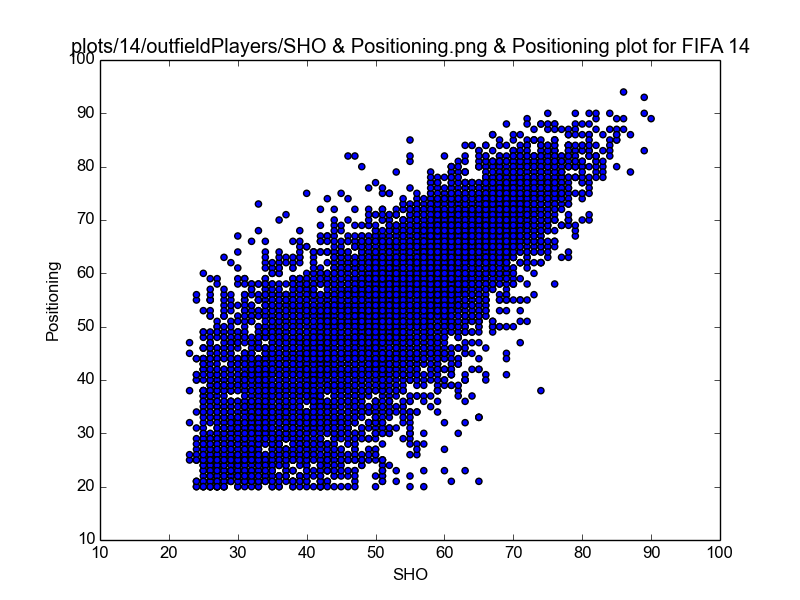 plots/14/outfieldPlayers/SHO & Positioning.png & Positioning plot for FIFA 14
100
90
80
70
60
50
40
30
20
10
Positioning
10 20 30 40 50 60 70 80 90 100
SHO